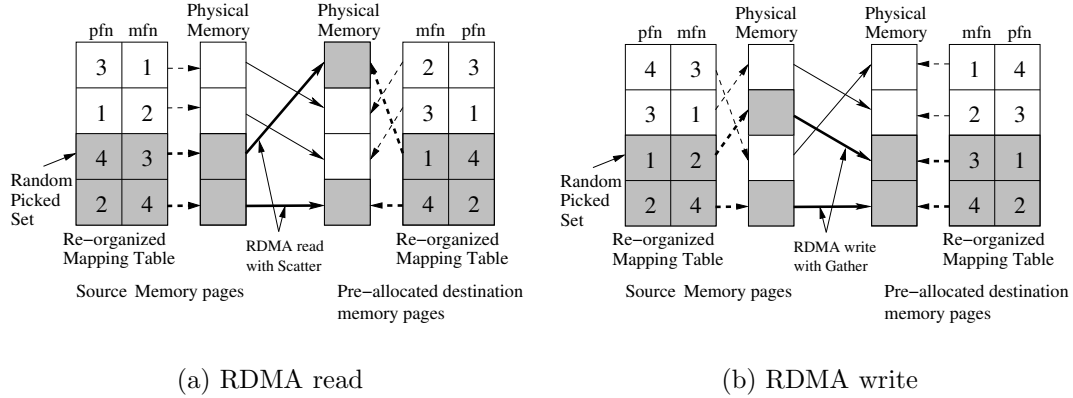 Physical
Memory
Physical
Memory
pfn mfn
mfn pfn
3 1
2 3
1 2
3 1
4 3
1 4
2 4
4 2
Random
Picked
Set
Re−organized
Mapping Table
RDMA read
with Scatter
Re−organized
Mapping Table
Source Memory pages
Pre−allocated destination
memory pages
(a) RDMA read
Physical
Memory
Physical
Memory
pfn mfn
mfn pfn
4 3
1 4
3 1
2 3
1 2
3 1
2 4
4 2
Random
Picked
Set
Re−organized
Mapping Table
RDMA write
with Gather
Re−organized
Mapping Table
Source Memory pages
Pre−allocated destination
memory pages
(b) RDMA write